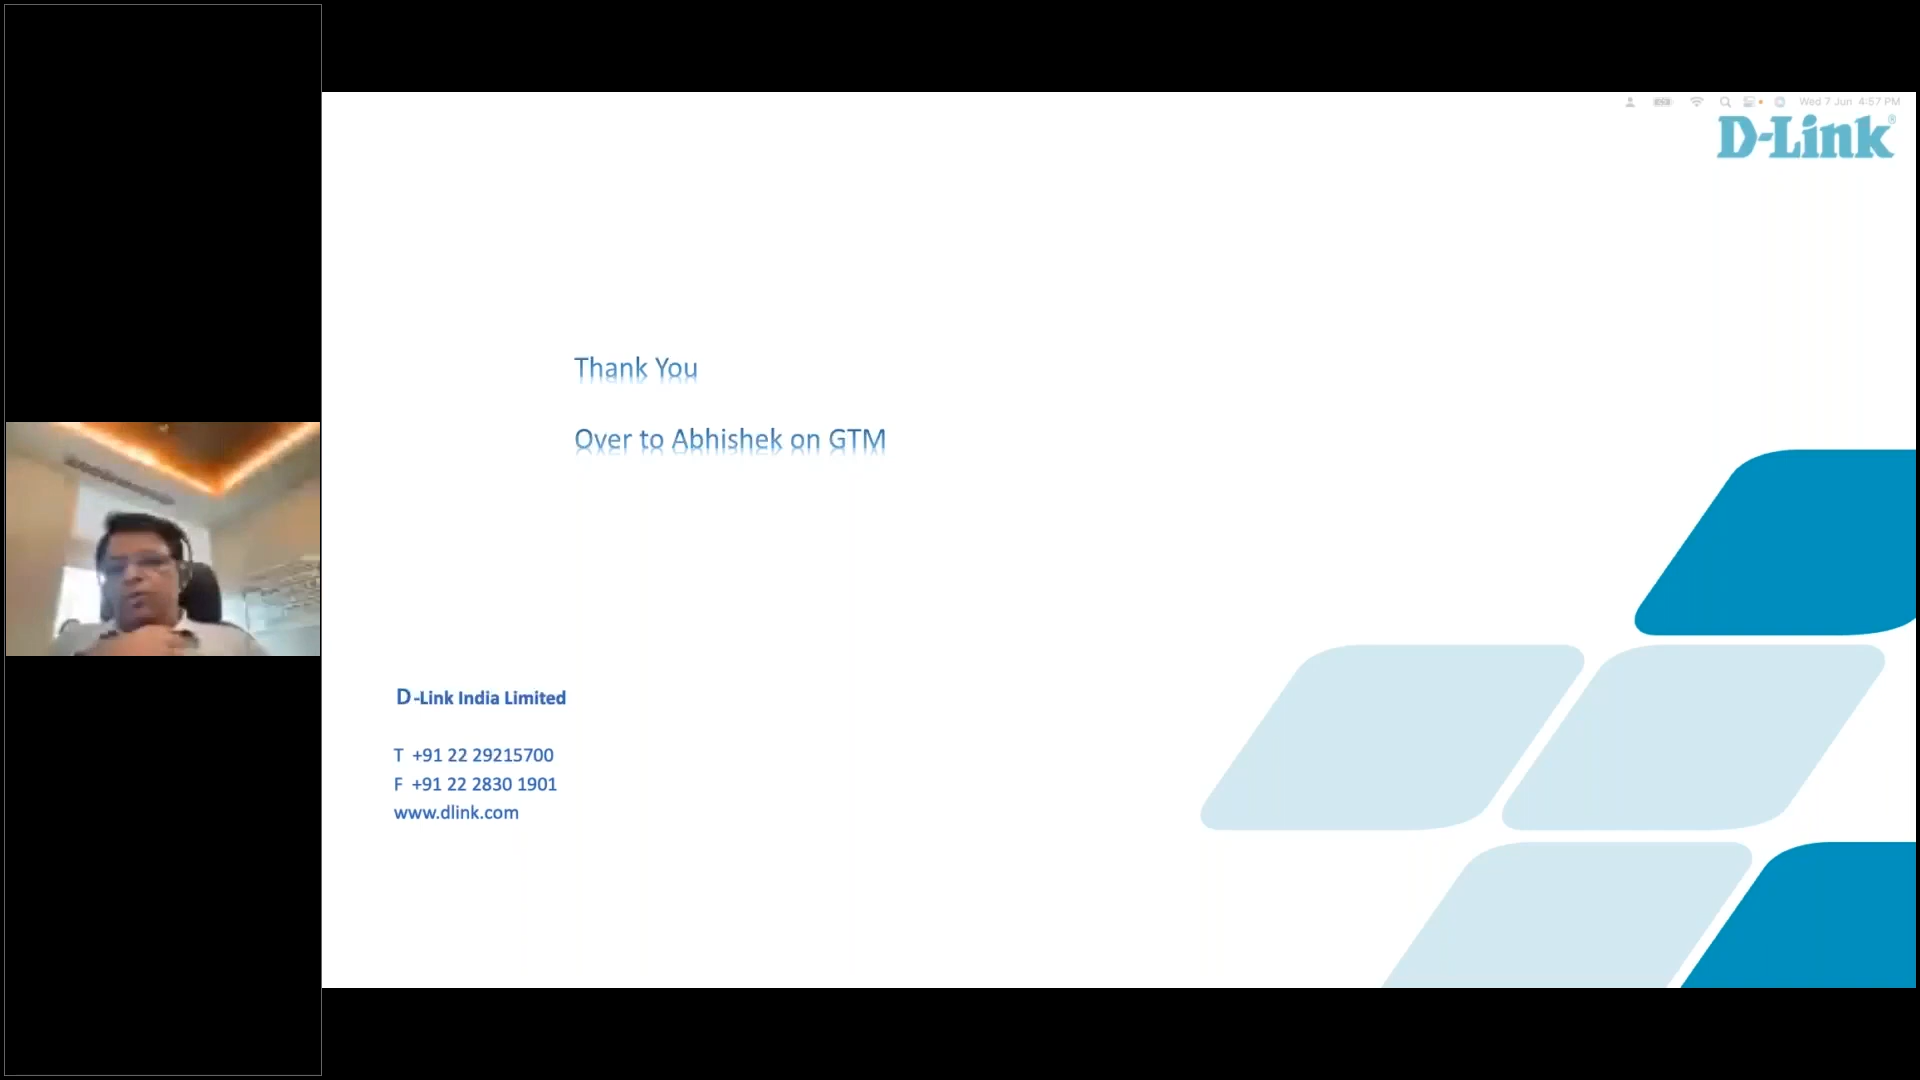 Wed 7 Jun 4:57 PM
D-Link®
Thank You
Over to Abhishek on GTM
D-Link India Limited
T +91 22 29215700
F +91 22 2830 1901
www.dlink.com